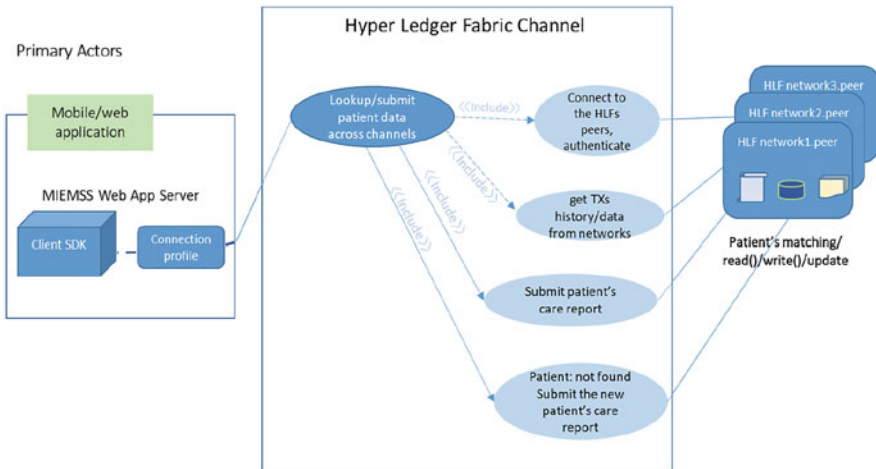 Hyper Ledger Fabric Channel
Primary Actors
Mobile/web
application
MIEMSS Web App Server
Client SDK
Connection
profile
Lookup/submit
patient data
across channels
<<Include>>
<<Include>>
<<Include>>
<<Include>>
Connect to
the HLFs
peers,
authenticate
get TXs
history/data
from networks
Submit patient's
care report
Patient: not found
Submit the new
patient's care
report
HLF network3.peer
HLF network2.peer
HLF network1.peer
Patient's matching/
read()/write()/update